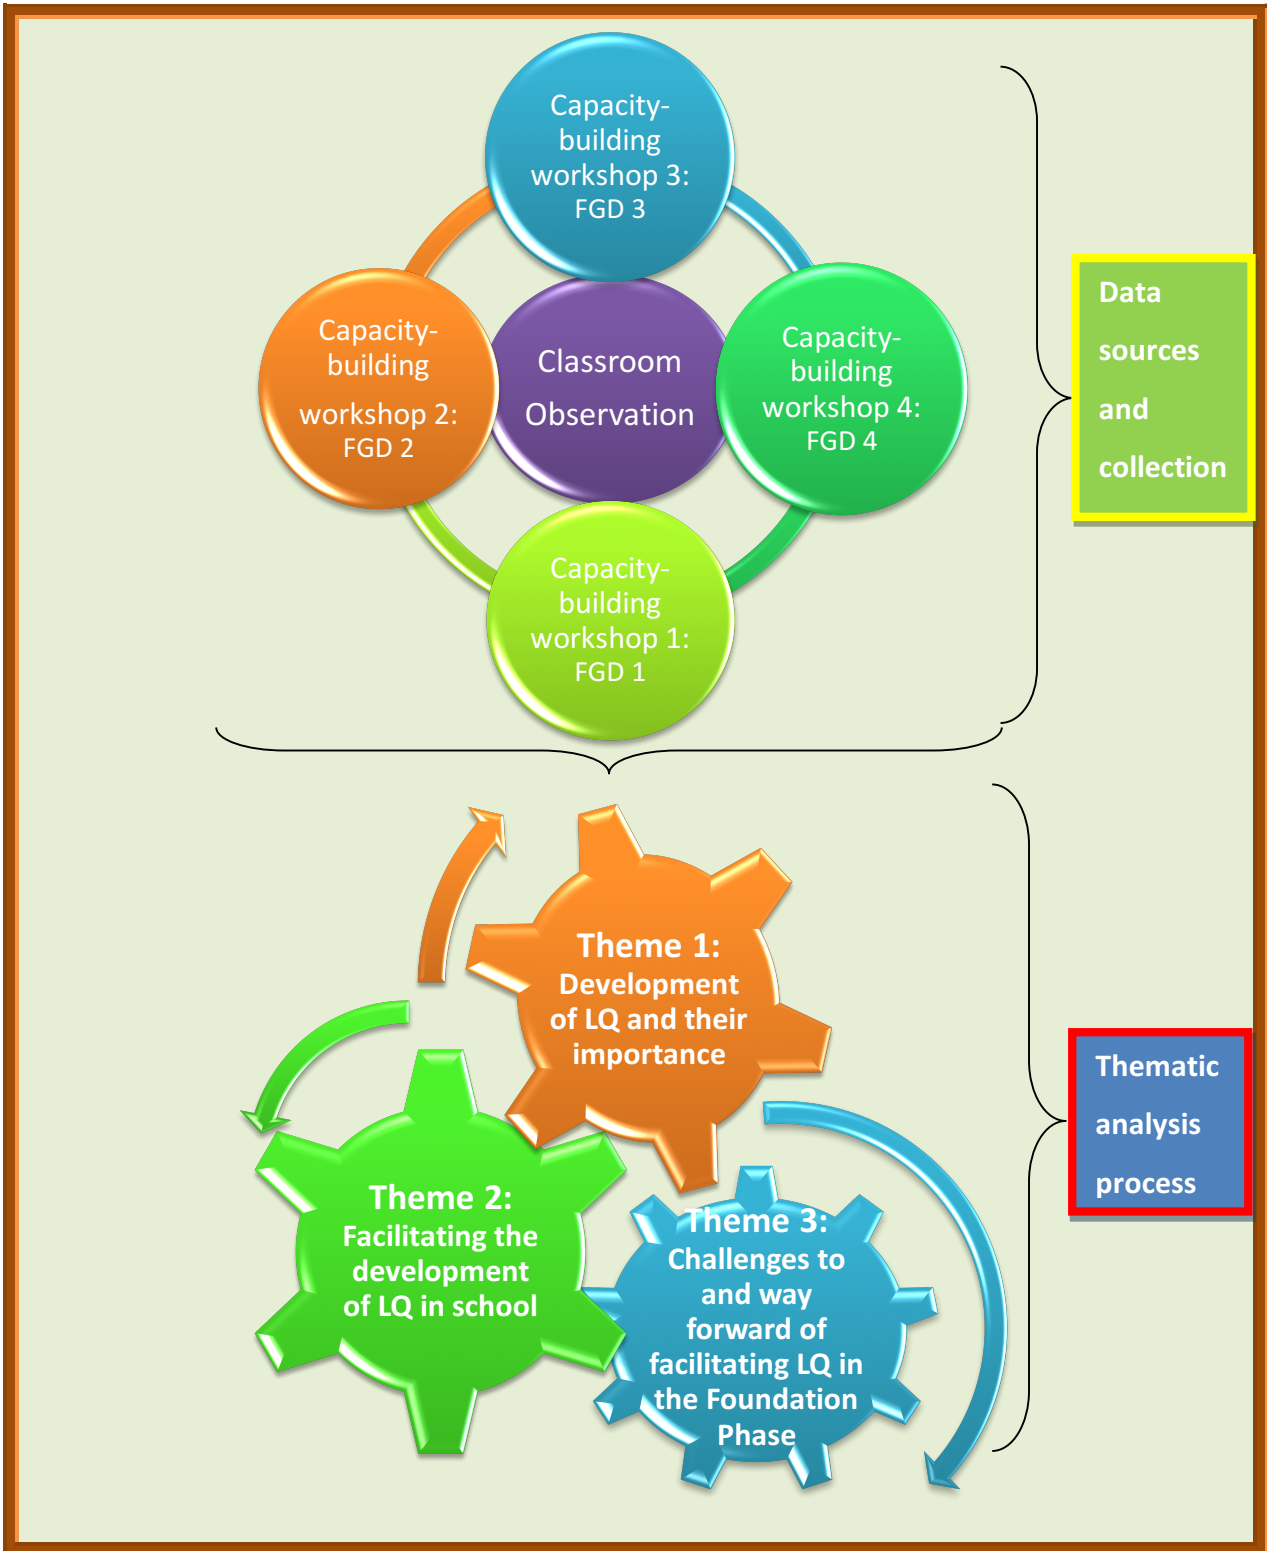 Capacity-
building
workshop 3:
FGD 3
Capacity-
building
workshop 2:
FGD 2
Classroom
Observation
Capacity-
building
workshop 4:
FGD 4
Capacity-
building
workshop 1:
FGD 1
Data
sources
and
collection
Theme 1:
Development
of LQ and their
importance
Theme 2:
Facilitating the
development
of LQ in school
Theme 3:
Challenges to
and way
forward of
facilitating LQ in
the Foundation
Phase
Thematic
analysis
process